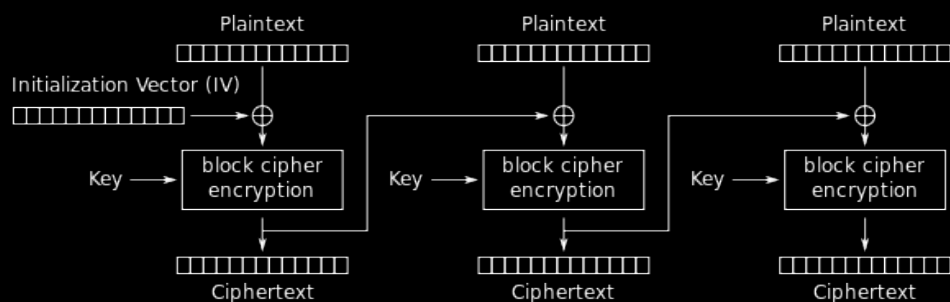 Plaintext Plaintext Plaintext
Initialization Vector (IV)
Key block cipher encryption Key block cipher encryption Key block cipher encryption
Ciphertext Ciphertext Ciphertext